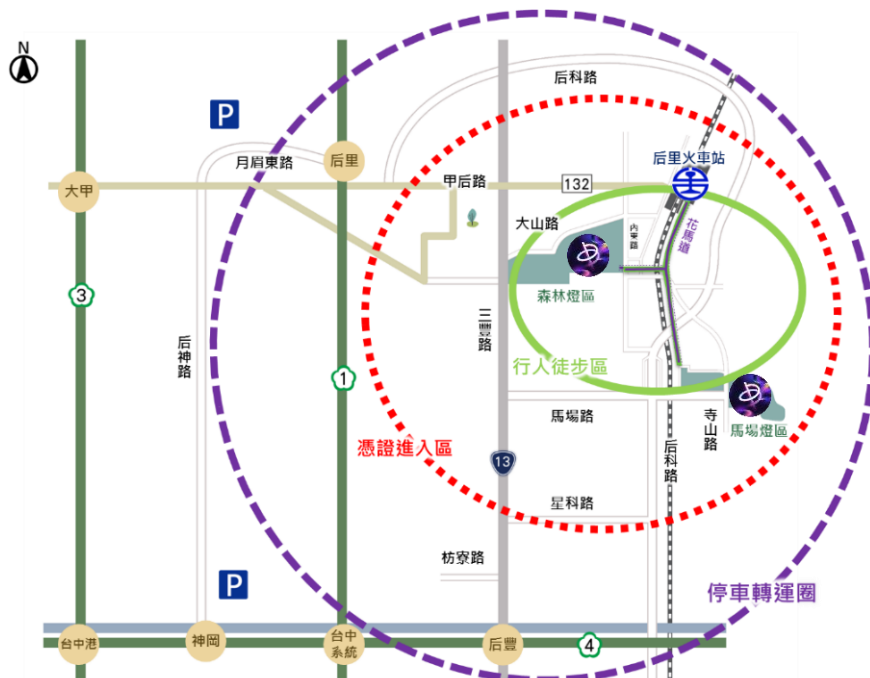 N
后科路
P
后里火車站
月眉東路
后里
甲后路
132
大甲
大山路
內東路
花馬道
森林燈區
3
三豐路
后神路
行人徒步區
1
馬場路
寺山路
馬場燈區
憑證進入區
13
后科路
星科路
枋寮路
P
停車轉運圈
台中港
神岡
台中
系統
后豐
4